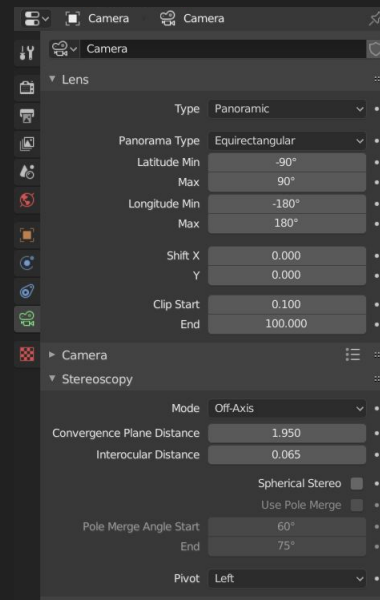 Camera Camera
Camera
Lens
Type Panoramic
Panorama Type Equirectangular
Latitude Min -90°
Max 90°
Longitude Min -180°
Max 180°
Shift X 0.000
Y 0.000
Clip Start 0.100
End 100.000
Camera
Stereoscopy
Mode Off-Axis
Convergence Plane Distance 1.950
Interocular Distance 0.065
Spherical Stereo
Use Pole Merge
Pole Merge Angle Start 60°
End 75°
Pivot Left